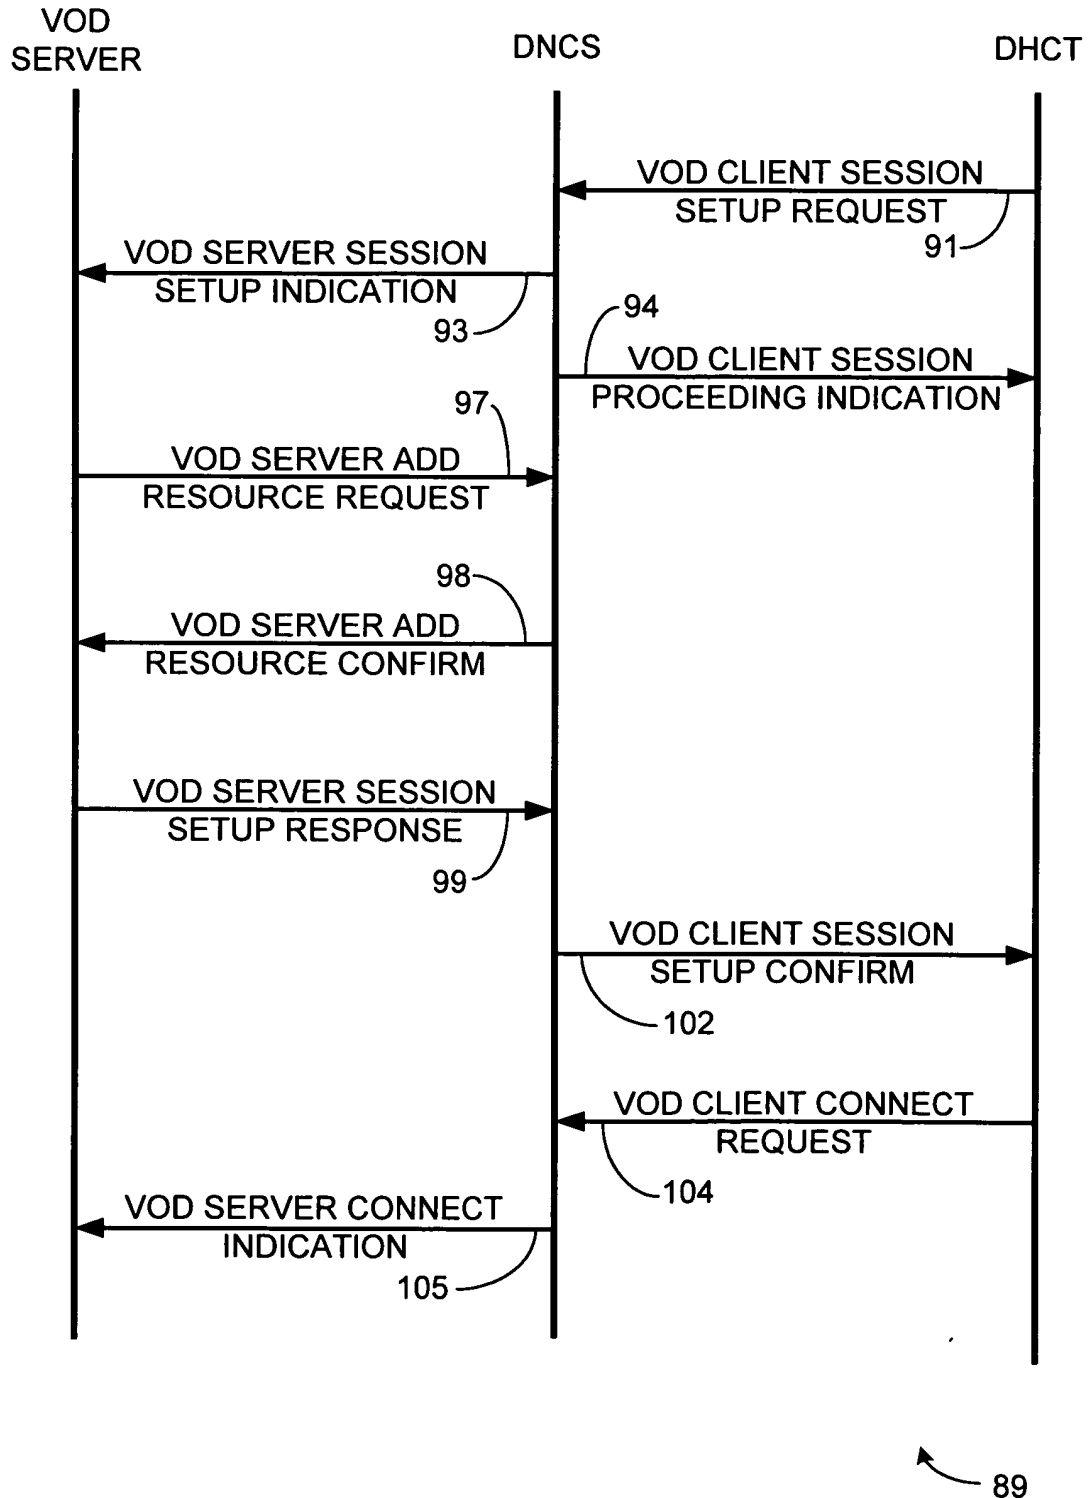 VOD
SERVER
DNCS
DHCT
VOD CLIENT SESSION
SETUP REQUEST
91
VOD SERVER SESSION
SETUP INDICATION
93
94
VOD CLIENT SESSION
PROCEEDING INDICATION
97
VOD SERVER ADD
RESOURCE REQUEST
98
VOD SERVER ADD
RESOURCE CONFIRM
VOD SERVER SESSION
SETUP RESPONSE
99
VOD CLIENT SESSION
SETUP CONFIRM
102
VOD CLIENT CONNECT
REQUEST
104
VOD SERVER CONNECT
INDICATION
105
89